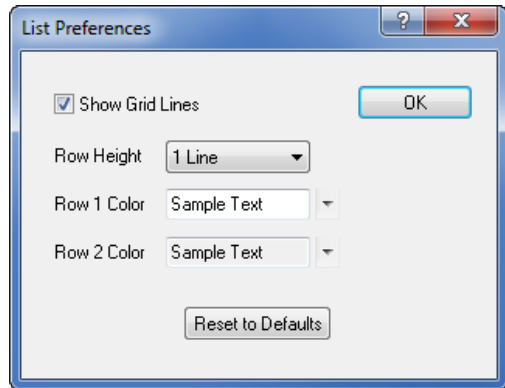 List Preferences
?
Show Grid Lines
OK
Row Height 1 Line
Row 1 Color Sample Text
Row 2 Color Sample Text
Reset to Defaults